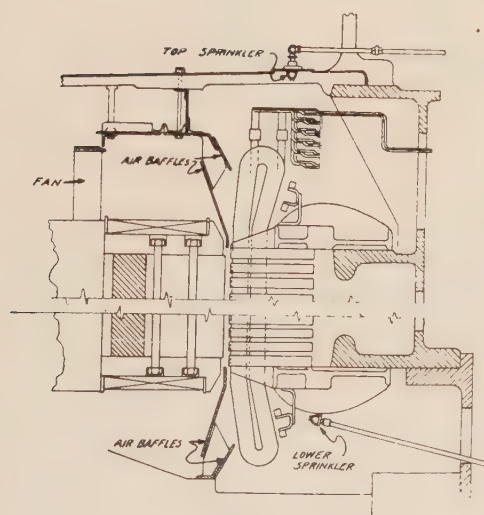 TOP SPRINKLER
AIR BAFFLES
FAN
AIR BAFFLES
LOWER
SPRINKLER